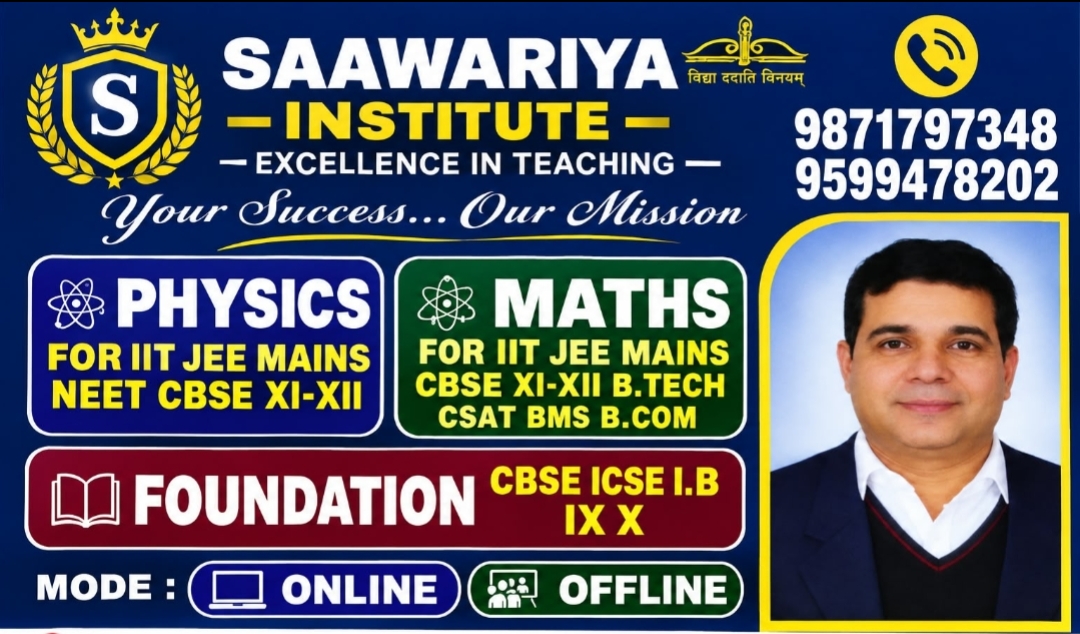 S
SAAWARIYA
विद्या ददाति विनयम्
INSTITUTE
EXCELLENCE IN TEACHING
Your Success... Our Mission
9871797348
9599478202
PHYSICS
FOR IIT JEE MAINS
NEET CBSE XI-XII
MATHS
FOR IIT JEE MAINS
CBSE XI-XII B.TECH
CSAT BMS B.COM
FOUNDATION
CBSE ICSE I.B
IX X
MODE : ONLINE OFFLINE